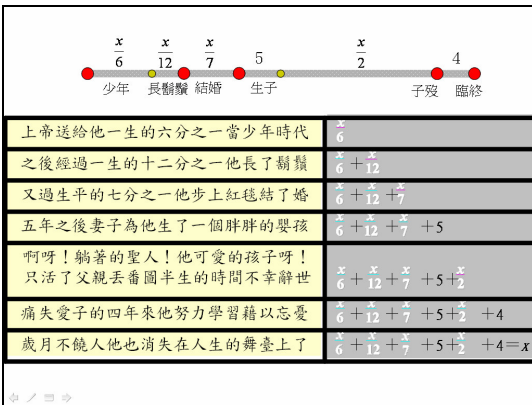 x/6 x/12 x/7 5 x/2 4
少年 長鬍鬚 結婚 生子 子歿 臨終
上帝送給他一生的六分之一當少年時代 x/6
之後經過一生的十二分之一他長了鬍鬚 x/6 + x/12
又過生平的七分之一他步上紅毯結了婚 x/6 + x/12 + x/7
五年之後妻子為他生了一個胖胖的嬰孩 x/6 + x/12 + x/7 +5
啊呀!躺著的聖人!他可愛的孩子呀!
只活了父親丟番圖半生的時間不幸辭世 x/6 + x/12 + x/7 +5+ x/2
痛失愛子的四年來他努力學習藉以忘憂 x/6 + x/12 + x/7 +5+ x/2 +4
歲月不饒人他也消失在人生的舞臺上了 x/6 + x/12 + x/7 +5+ x/2 +4=x